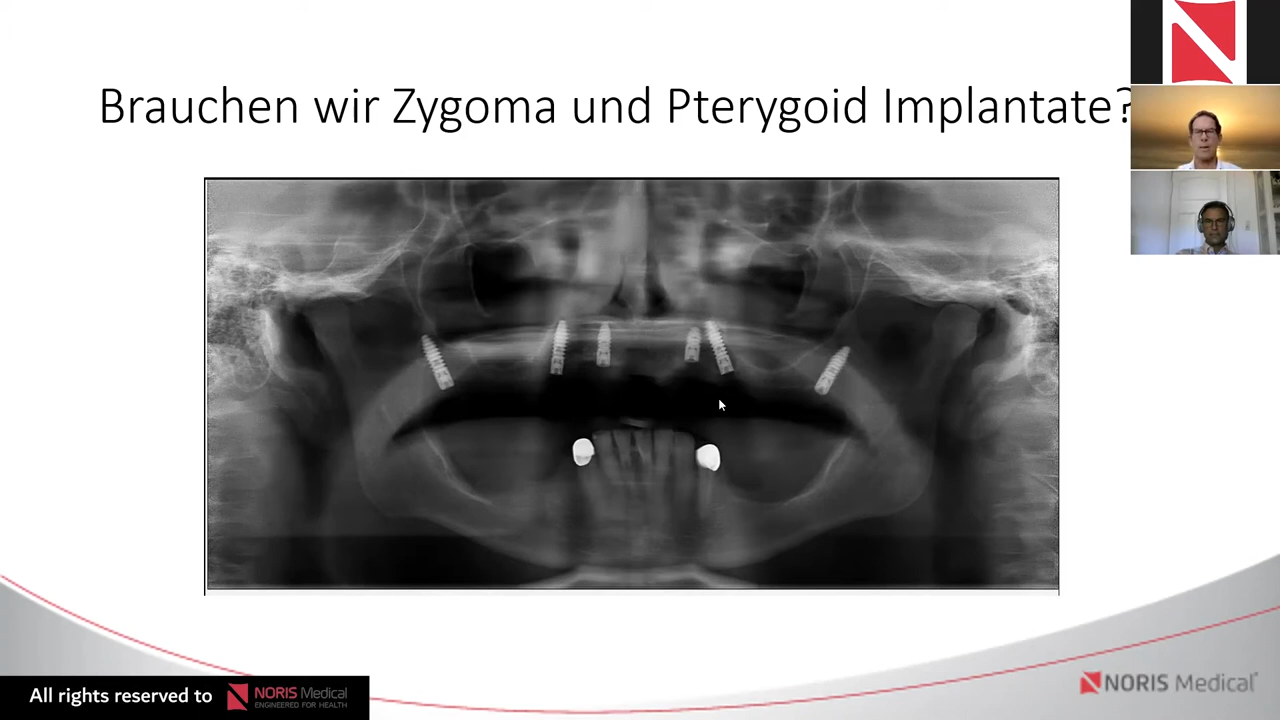 Brauchen wir Zygoma und Pterygoid Implantate?
All rights reserved to
NORIS Medical
ENGINEERED FOR HEALTH
NORIS Medical